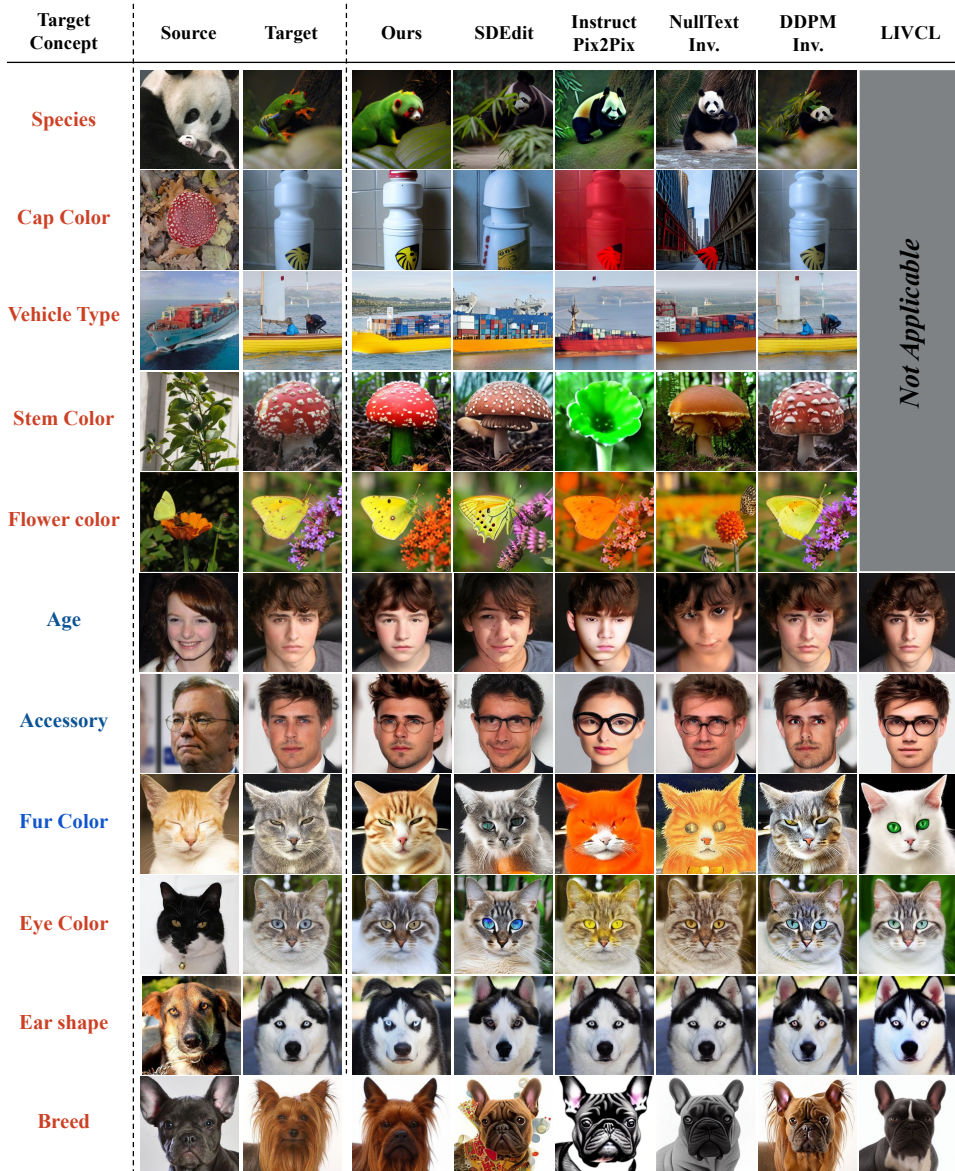 Target
Concept
Source
Target
Ours
SDEdit
Instruct
Pix2Pix
NullText
Inv.
DDPM
Inv.
LIVCL
Species
Cap Color
Vehicle Type
Stem Color
Flower color
Not Applicable
Age
Accessory
Fur Color
Eye Color
Ear shape
Breed